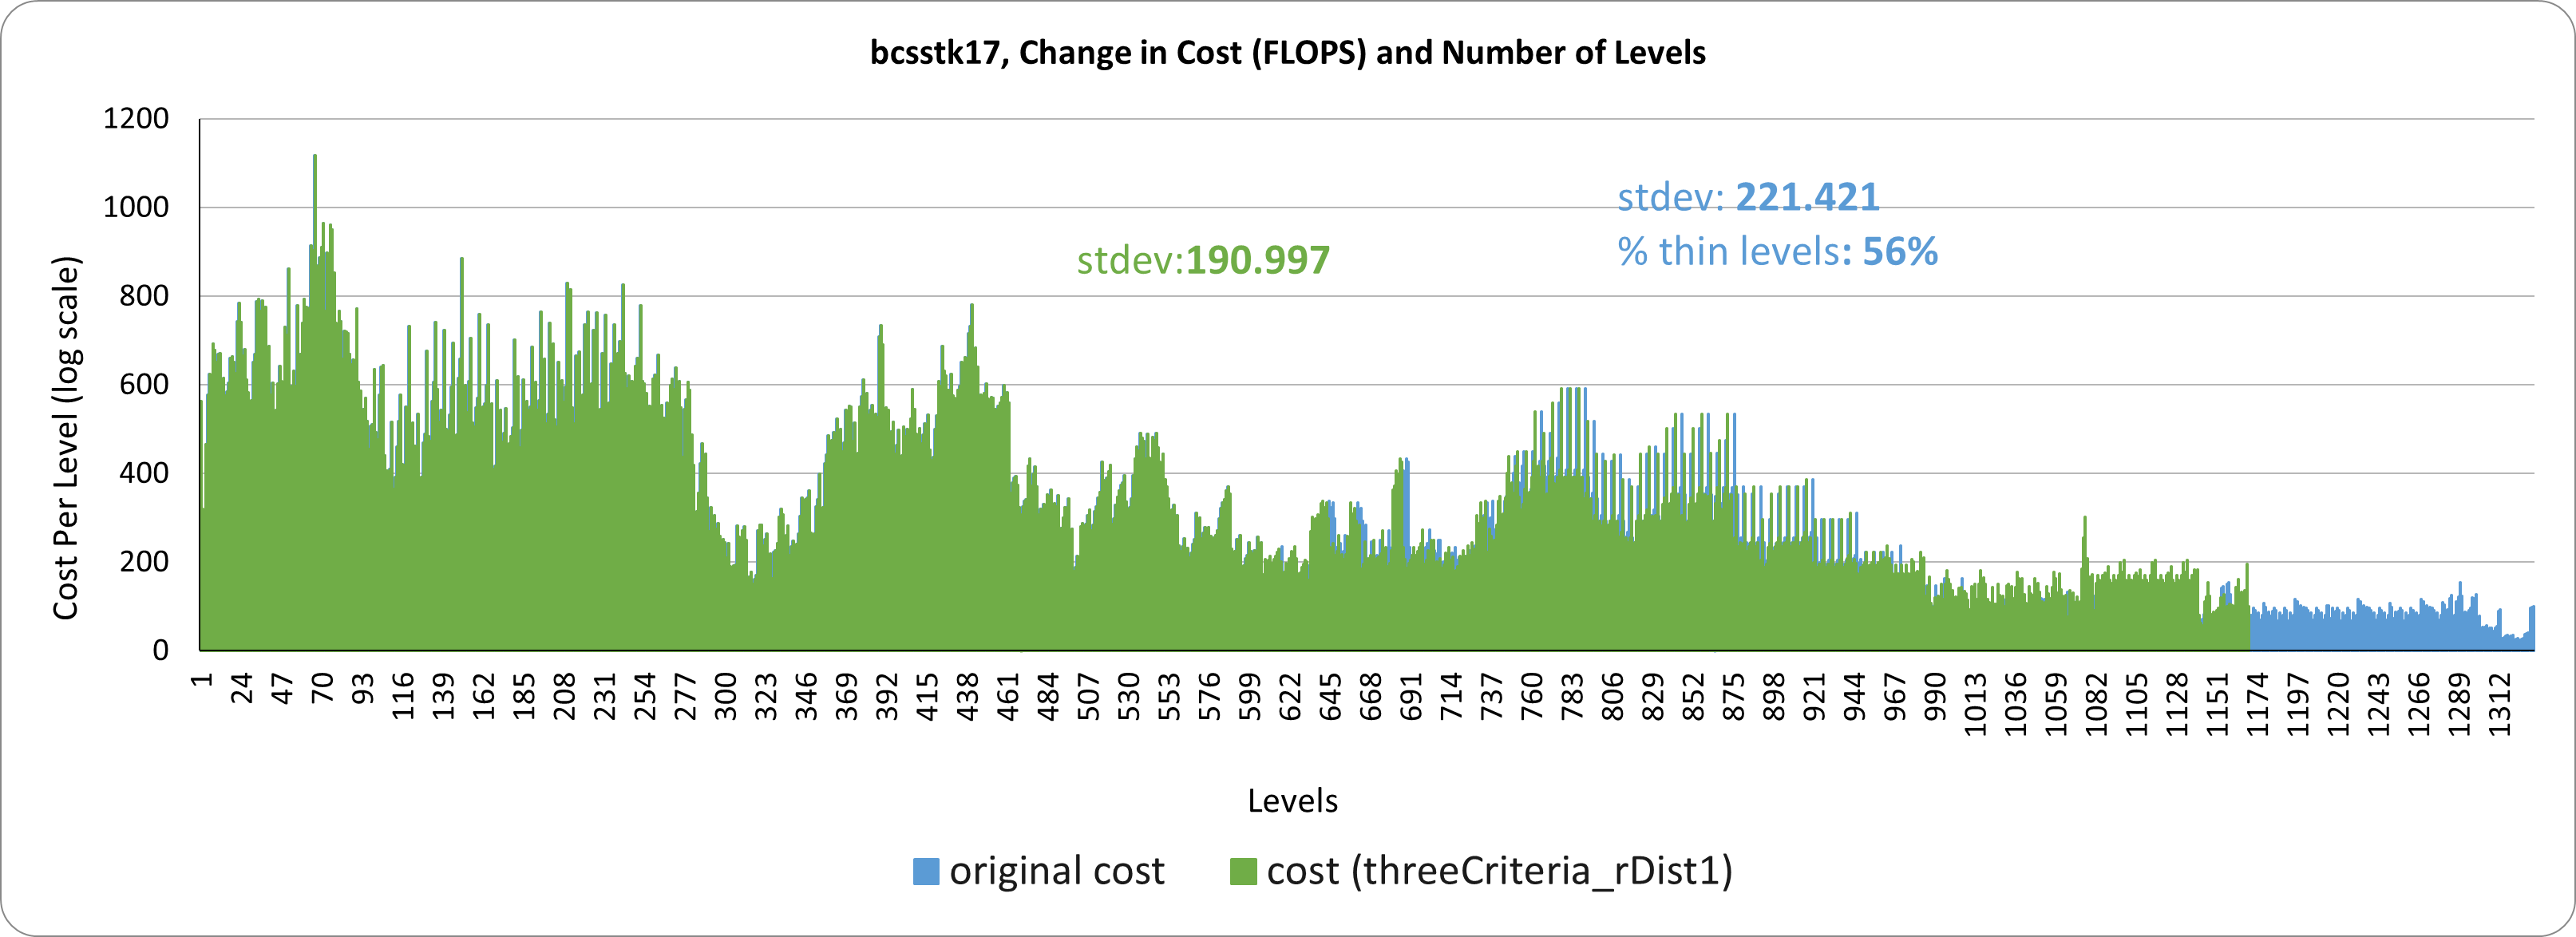 bcsstk17, Change in Cost (FLOPS) and Number of Levels
Cost Per Level (log scale)
1200
1000
800
600
400
200
0
stdev: 221.421
% thin levels: 56%
stdev:190.997
1 24 47 70 93 116 139 162 185 208 231 254 277 300 323 346 369 392 415 438 461 484 507 530 553 576 599 622 645 668 691 714 737 760 783 806 829 852 875 898 921 944 967 990 1013 1036 1059 1082 1105 1128 1151 1174 1197 1220 1243 1266 1289 1312
Levels
original cost cost (threeCriteria_rDist1)